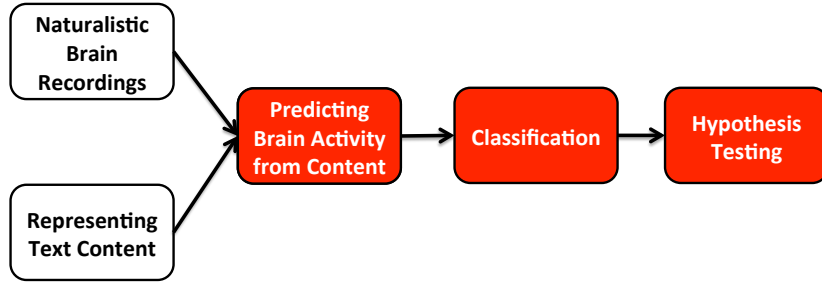 Naturalistic
Brain
Recordings
Representing
Text Content
Predicting
Brain Activity
from Content
Classification
Hypothesis
Testing